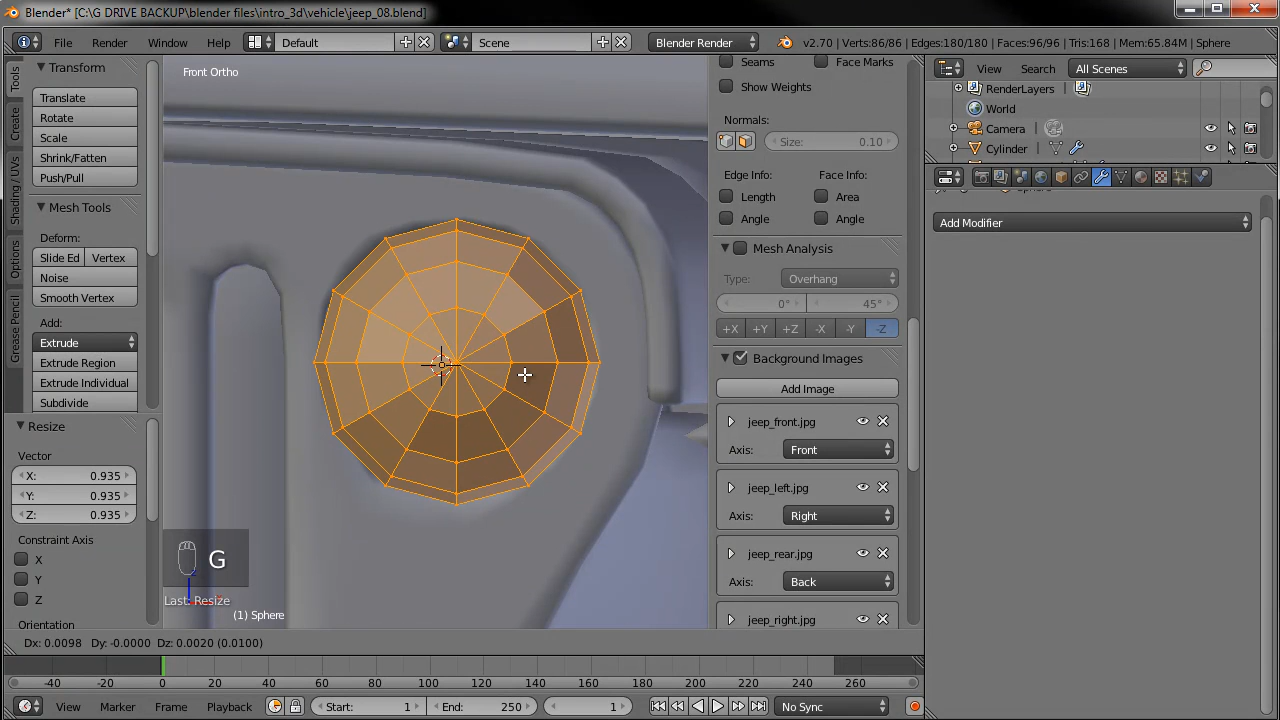 Blender* [C:\G DRIVE BACKUP\blender files\intro_3d\vehicle\jeep_08.blend]
File Render Window Help Default Scene Blender Render v2.70 | Verts:86/86 | Edges:180/180 | Faces:96/96 | Tris:168 | Mem:65.84M | Sphere
Tools
Create
Shading / UVs
Options
Grease Pencil
Transform
Translate
Rotate
Scale
Shrink/Fatten
Push/Pull
Mesh Tools
Deform:
Slide Ed Vertex
Noise
Smooth Vertex
Add:
Extrude
Extrude Region
Extrude Individual
Subdivide
Resize
Vector
X: 0.935
Y: 0.935
Z: 0.935
Constraint Axis
X
Y
Z
Orientation
Front Ortho
G
Last: Resize
(1) Sphere
Dx: 0.0098 Dy: -0.0000 Dz: 0.0020 (0.0100)
Seams Face Marks
Show Weights
Normals:
Size: 0.10
Edge Info: Face Info:
Length Area
Angle Angle
Mesh Analysis
Type: Overhang
0° 45°
+X +Y +Z -X -Y -Z
Background Images
Add Image
jeep_front.jpg
Axis: Front
jeep_left.jpg
Axis: Right
jeep_rear.jpg
Axis: Back
jeep_right.jpg
View Search All Scenes
RenderLayers
World
Camera
Cylinder
Add Modifier
-40 -20 0 20 40 60 80 100 120 140 160 180 200 220 240 260
View Marker Frame Playback Start: 1 End: 250 1 No Sync